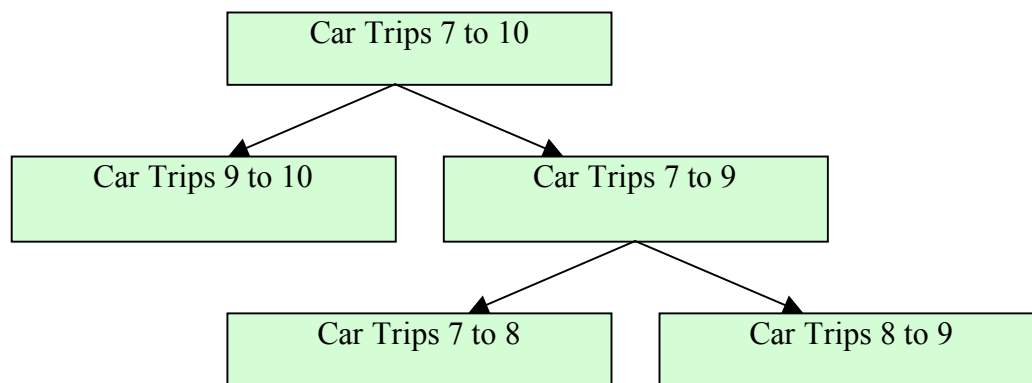 Car Trips 7 to 10
Car Trips 9 to 10
Car Trips 7 to 9
Car Trips 7 to 8
Car Trips 8 to 9